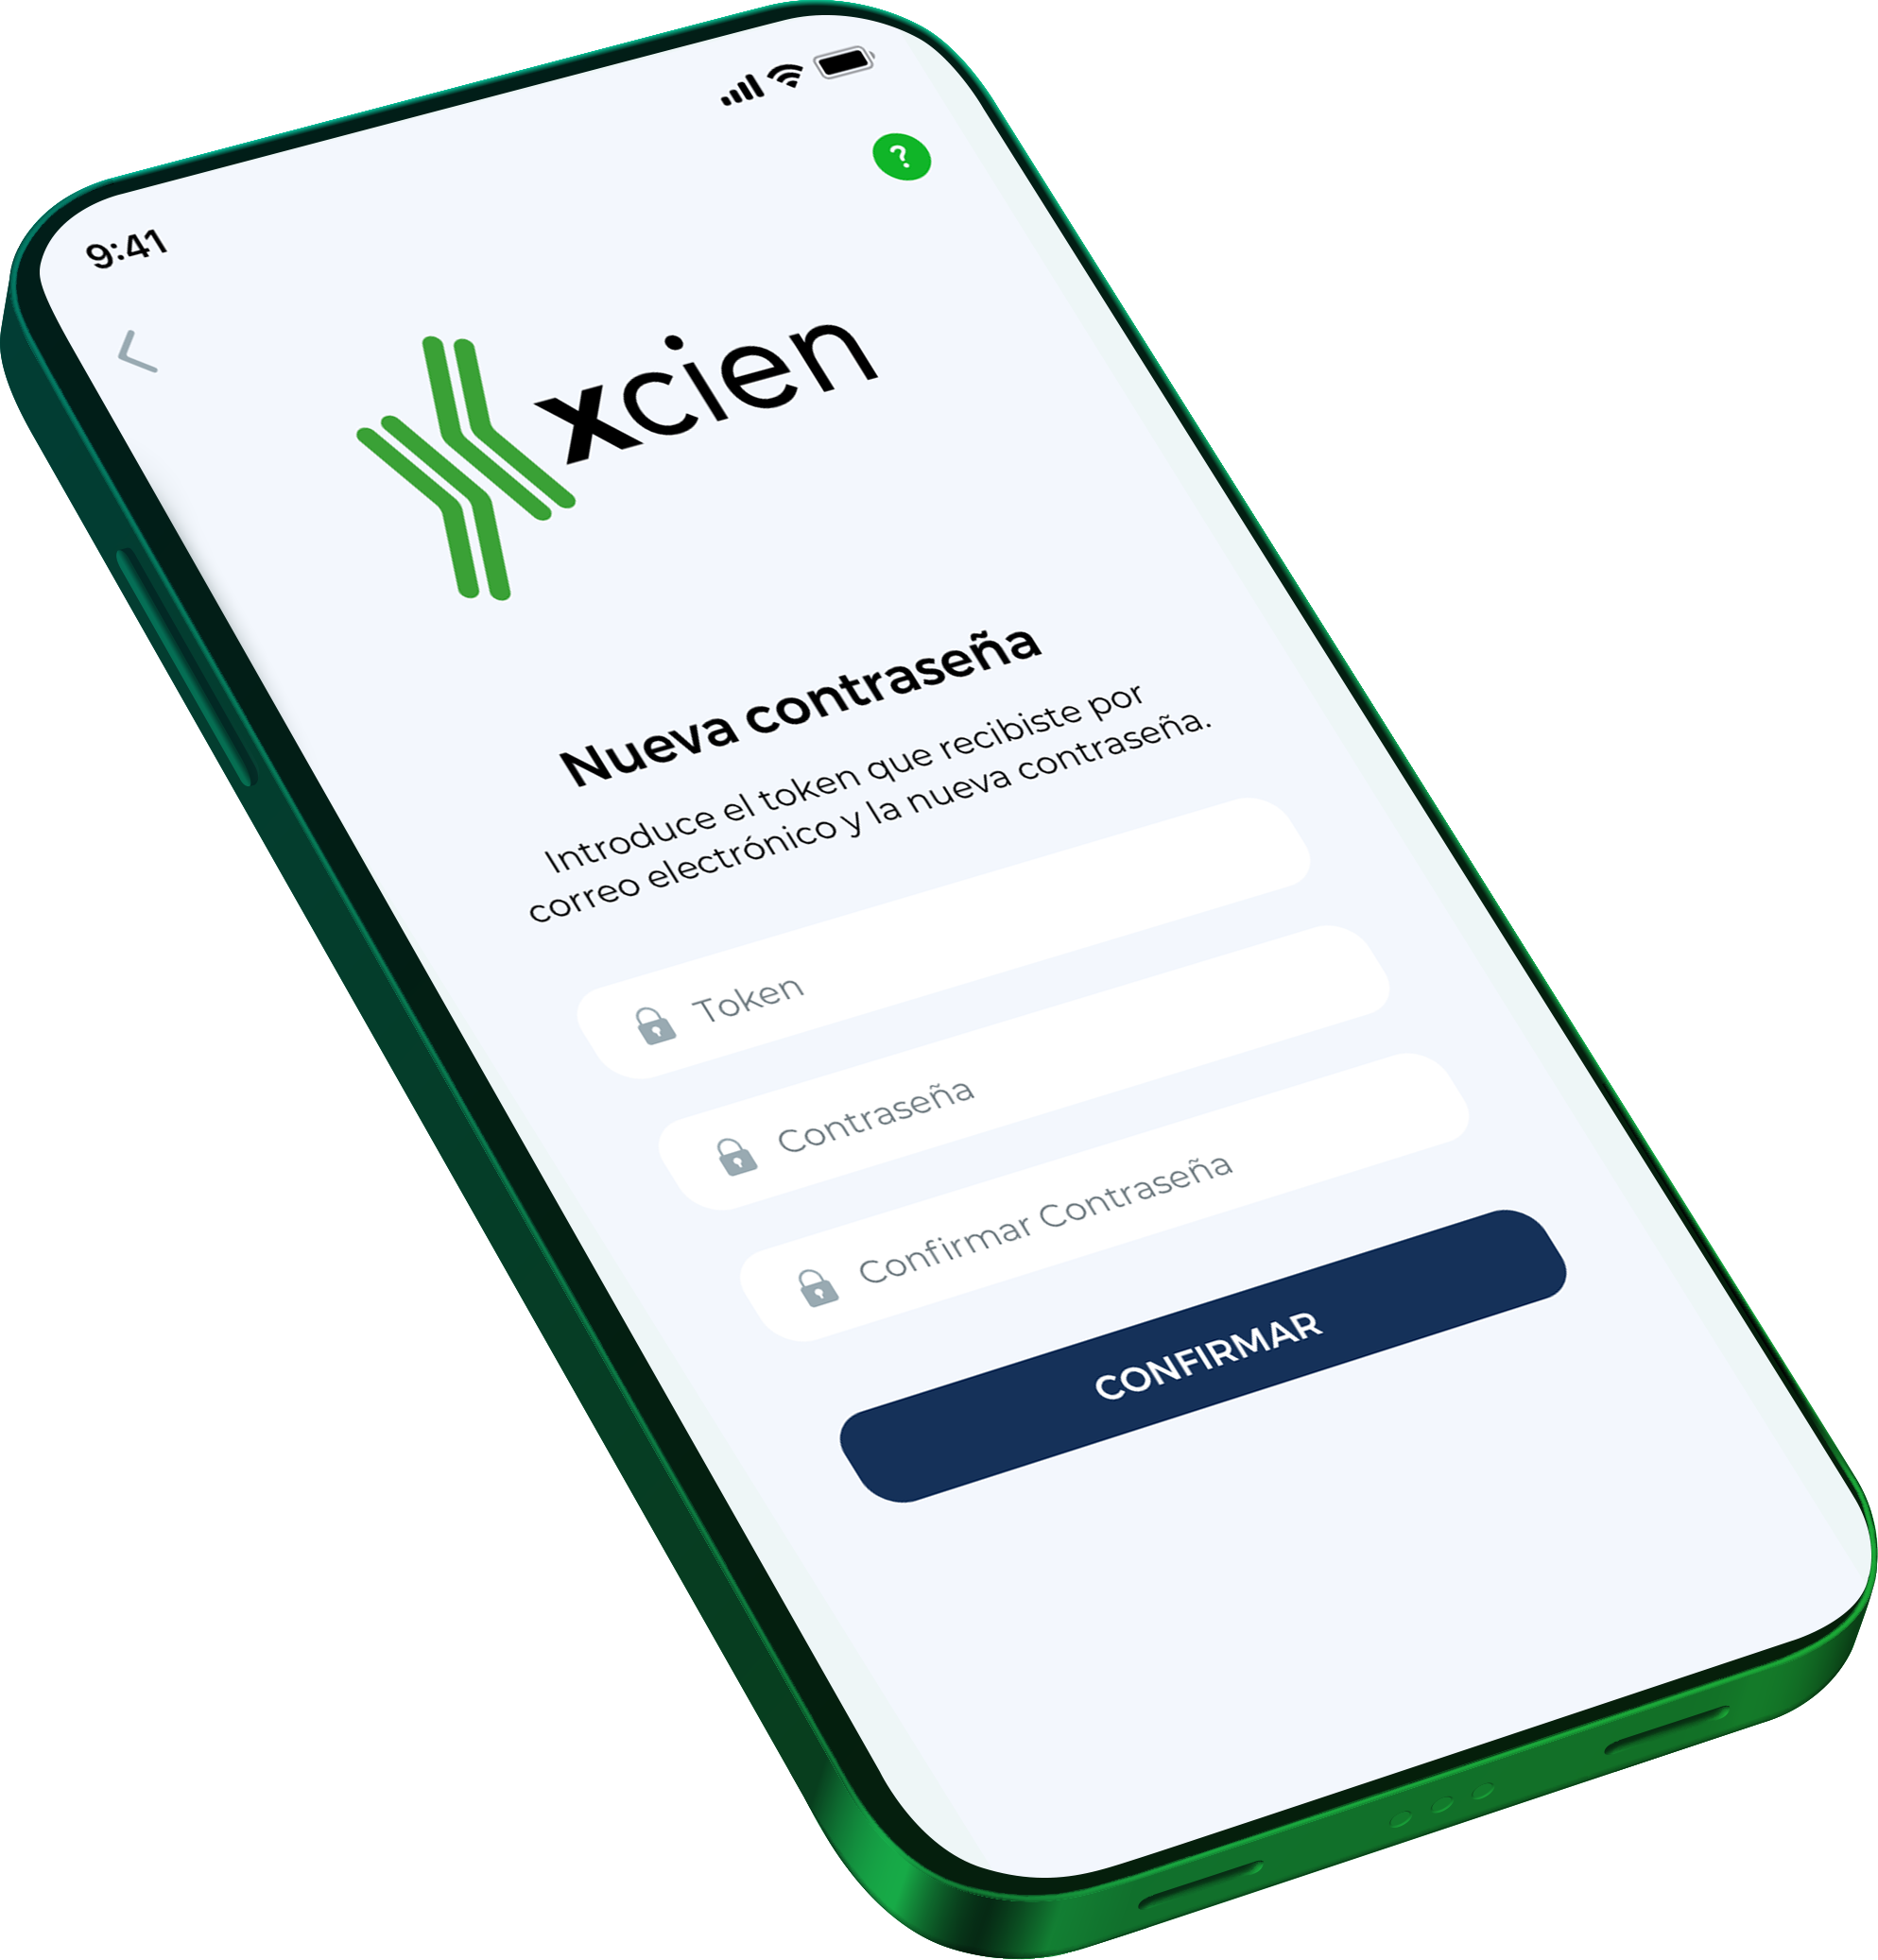 9:41
?
xcien
Nueva contraseña
Introduce el token que recibiste por
correo electrónico y la nueva contraseña.
Token
Contraseña
Confirmar Contraseña
CONFIRMAR